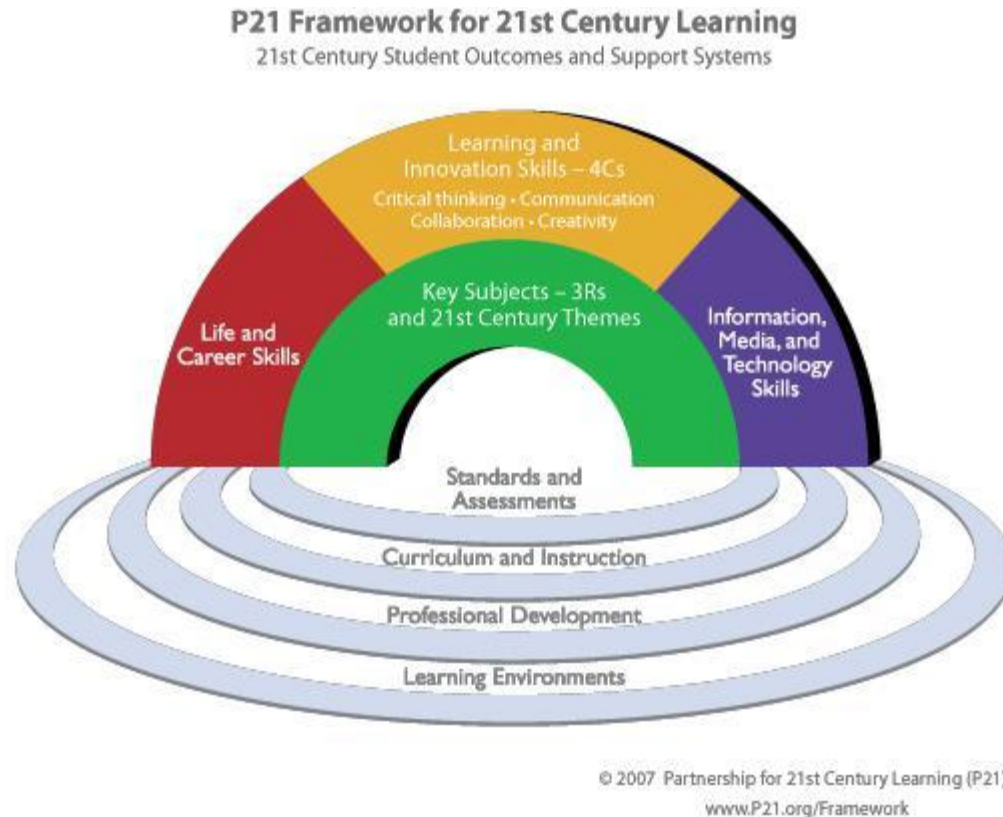 P21 Framework for 21st Century Learning
21st Century Student Outcomes and Support Systems
Learning and
Innovation Skills – 4Cs
Critical thinking • Communication
Collaboration • Creativity
Key Subjects – 3Rs
and 21st Century Themes
Life and
Career Skills
Information,
Media, and
Technology
Skills
Standards and
Assessments
Curriculum and Instruction
Professional Development
Learning Environments
© 2007 Partnership for 21st Century Learning (P21)
www.P21.org/Framework